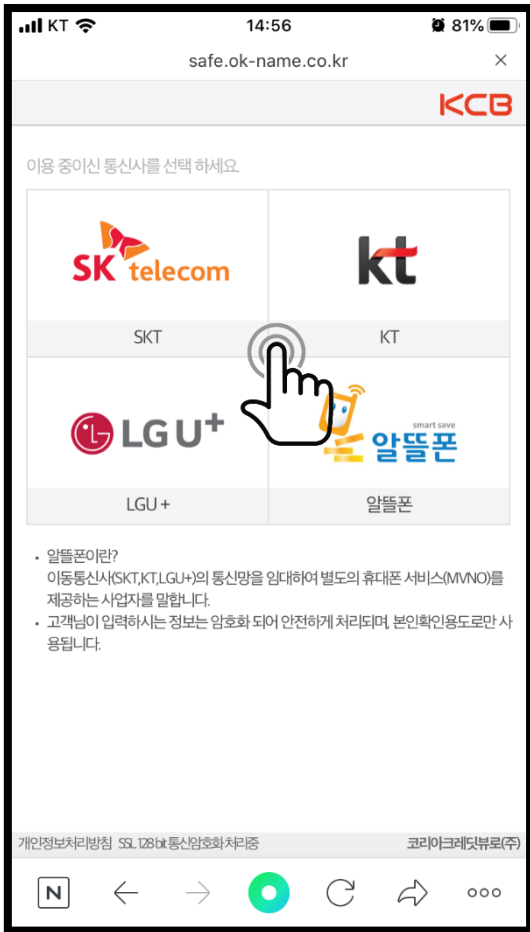 KT 14:56 81%
safe.ok-name.co.kr
KCB
이용 중이신 통신사를 선택 하세요.
SK telecom kt
SKT KT
LG U+ smart save
알뜰폰
LGU+ 알뜰폰
• 알뜰폰이란?
이동통신사(SKT,KT,LGU+)의 통신망을 임대하여 별도의 휴대폰 서비스(MVNO)를
제공하는 사업자를 말합니다.
• 고객님이 입력하시는 정보는 암호화 되어 안전하게 처리되며, 본인확인용도로만 사
용됩니다.
개인정보처리방침 SSL 128 bit 통신암호화 처리중 코리아크레딧뷰로(주)
N